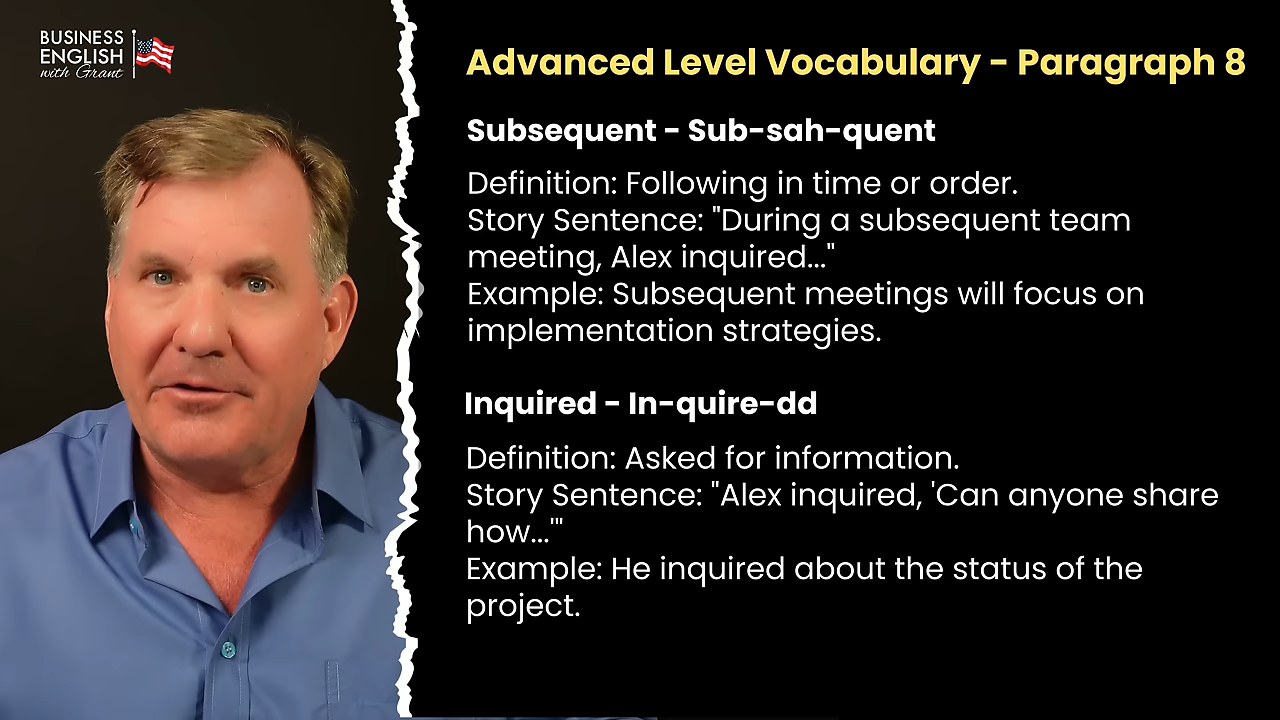 BUSINESS
ENGLISH
with Grant
Advanced Level Vocabulary - Paragraph 8
Subsequent - Sub-sah-quent
Definition: Following in time or order.
Story Sentence: "During a subsequent team
meeting, Alex inquired..."
Example: Subsequent meetings will focus on
implementation strategies.
Inquired - In-quire-dd
Definition: Asked for information.
Story Sentence: "Alex inquired, 'Can anyone share
how...'"
Example: He inquired about the status of the
project.